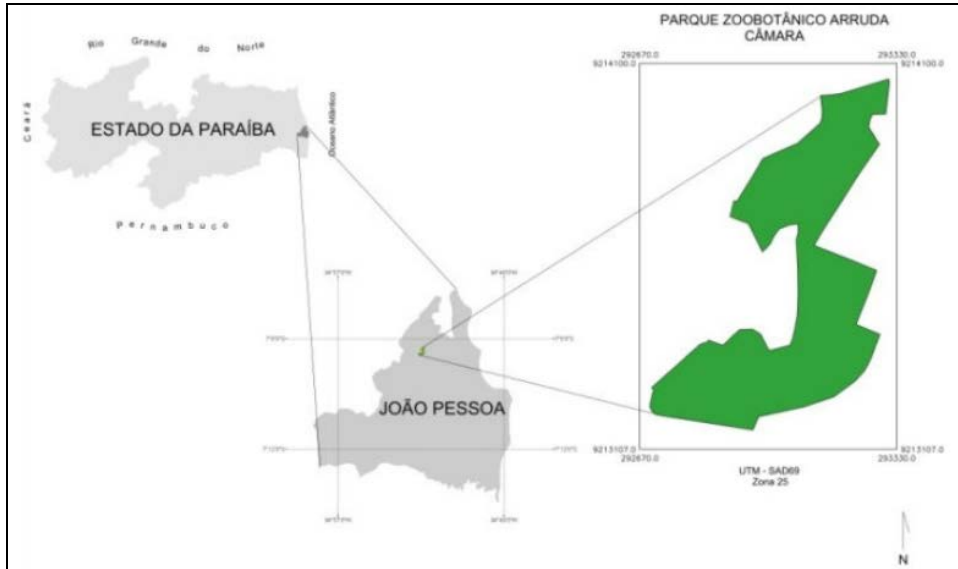 Rio Grande do Norte
Ceará
ESTADO DA PARAÍBA
Oceano Atlântico
Pernambuco
JOÃO PESSOA
PARQUE ZOOBOTÂNICO ARRUDA
CÂMARA
292670.0
293330.0
9214100.0
9214100.0
9213107.0
9213107.0
292670.0
293330.0
UTM - SAD69
Zona 25
N